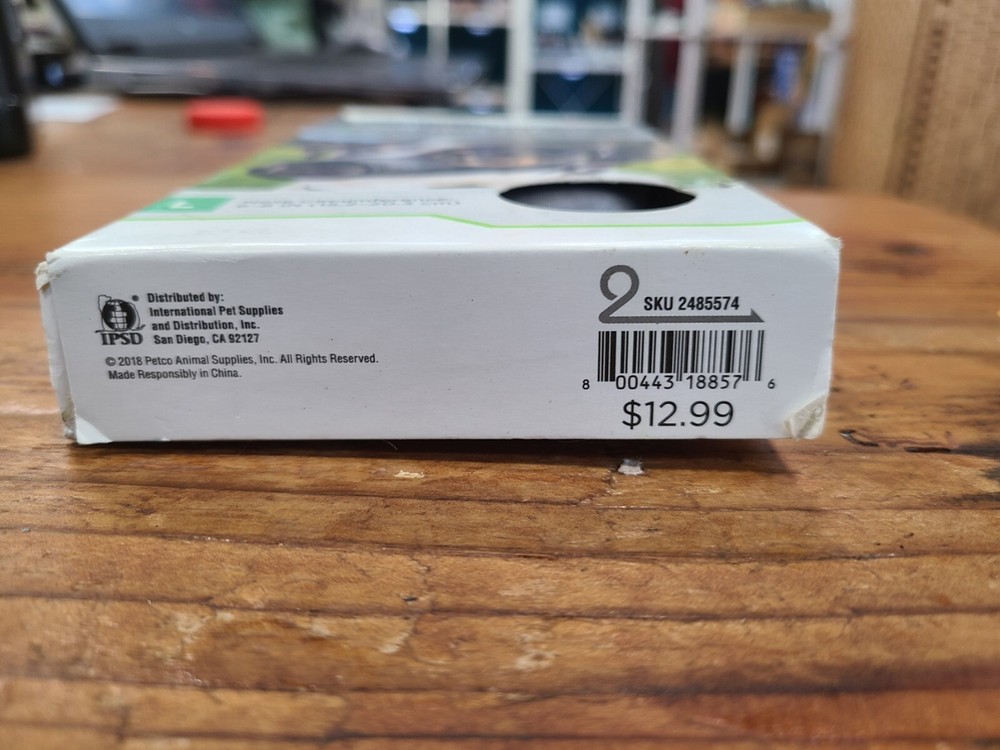 Distributed by:
International Pet Supplies
and Distribution, Inc.
San Diego, CA 92127
IPSD
© 2018 Petco Animal Supplies, Inc. All Rights Reserved.
Made Responsibly in China.
2 SKU 2485574
8 00443 18857 6
$12.99